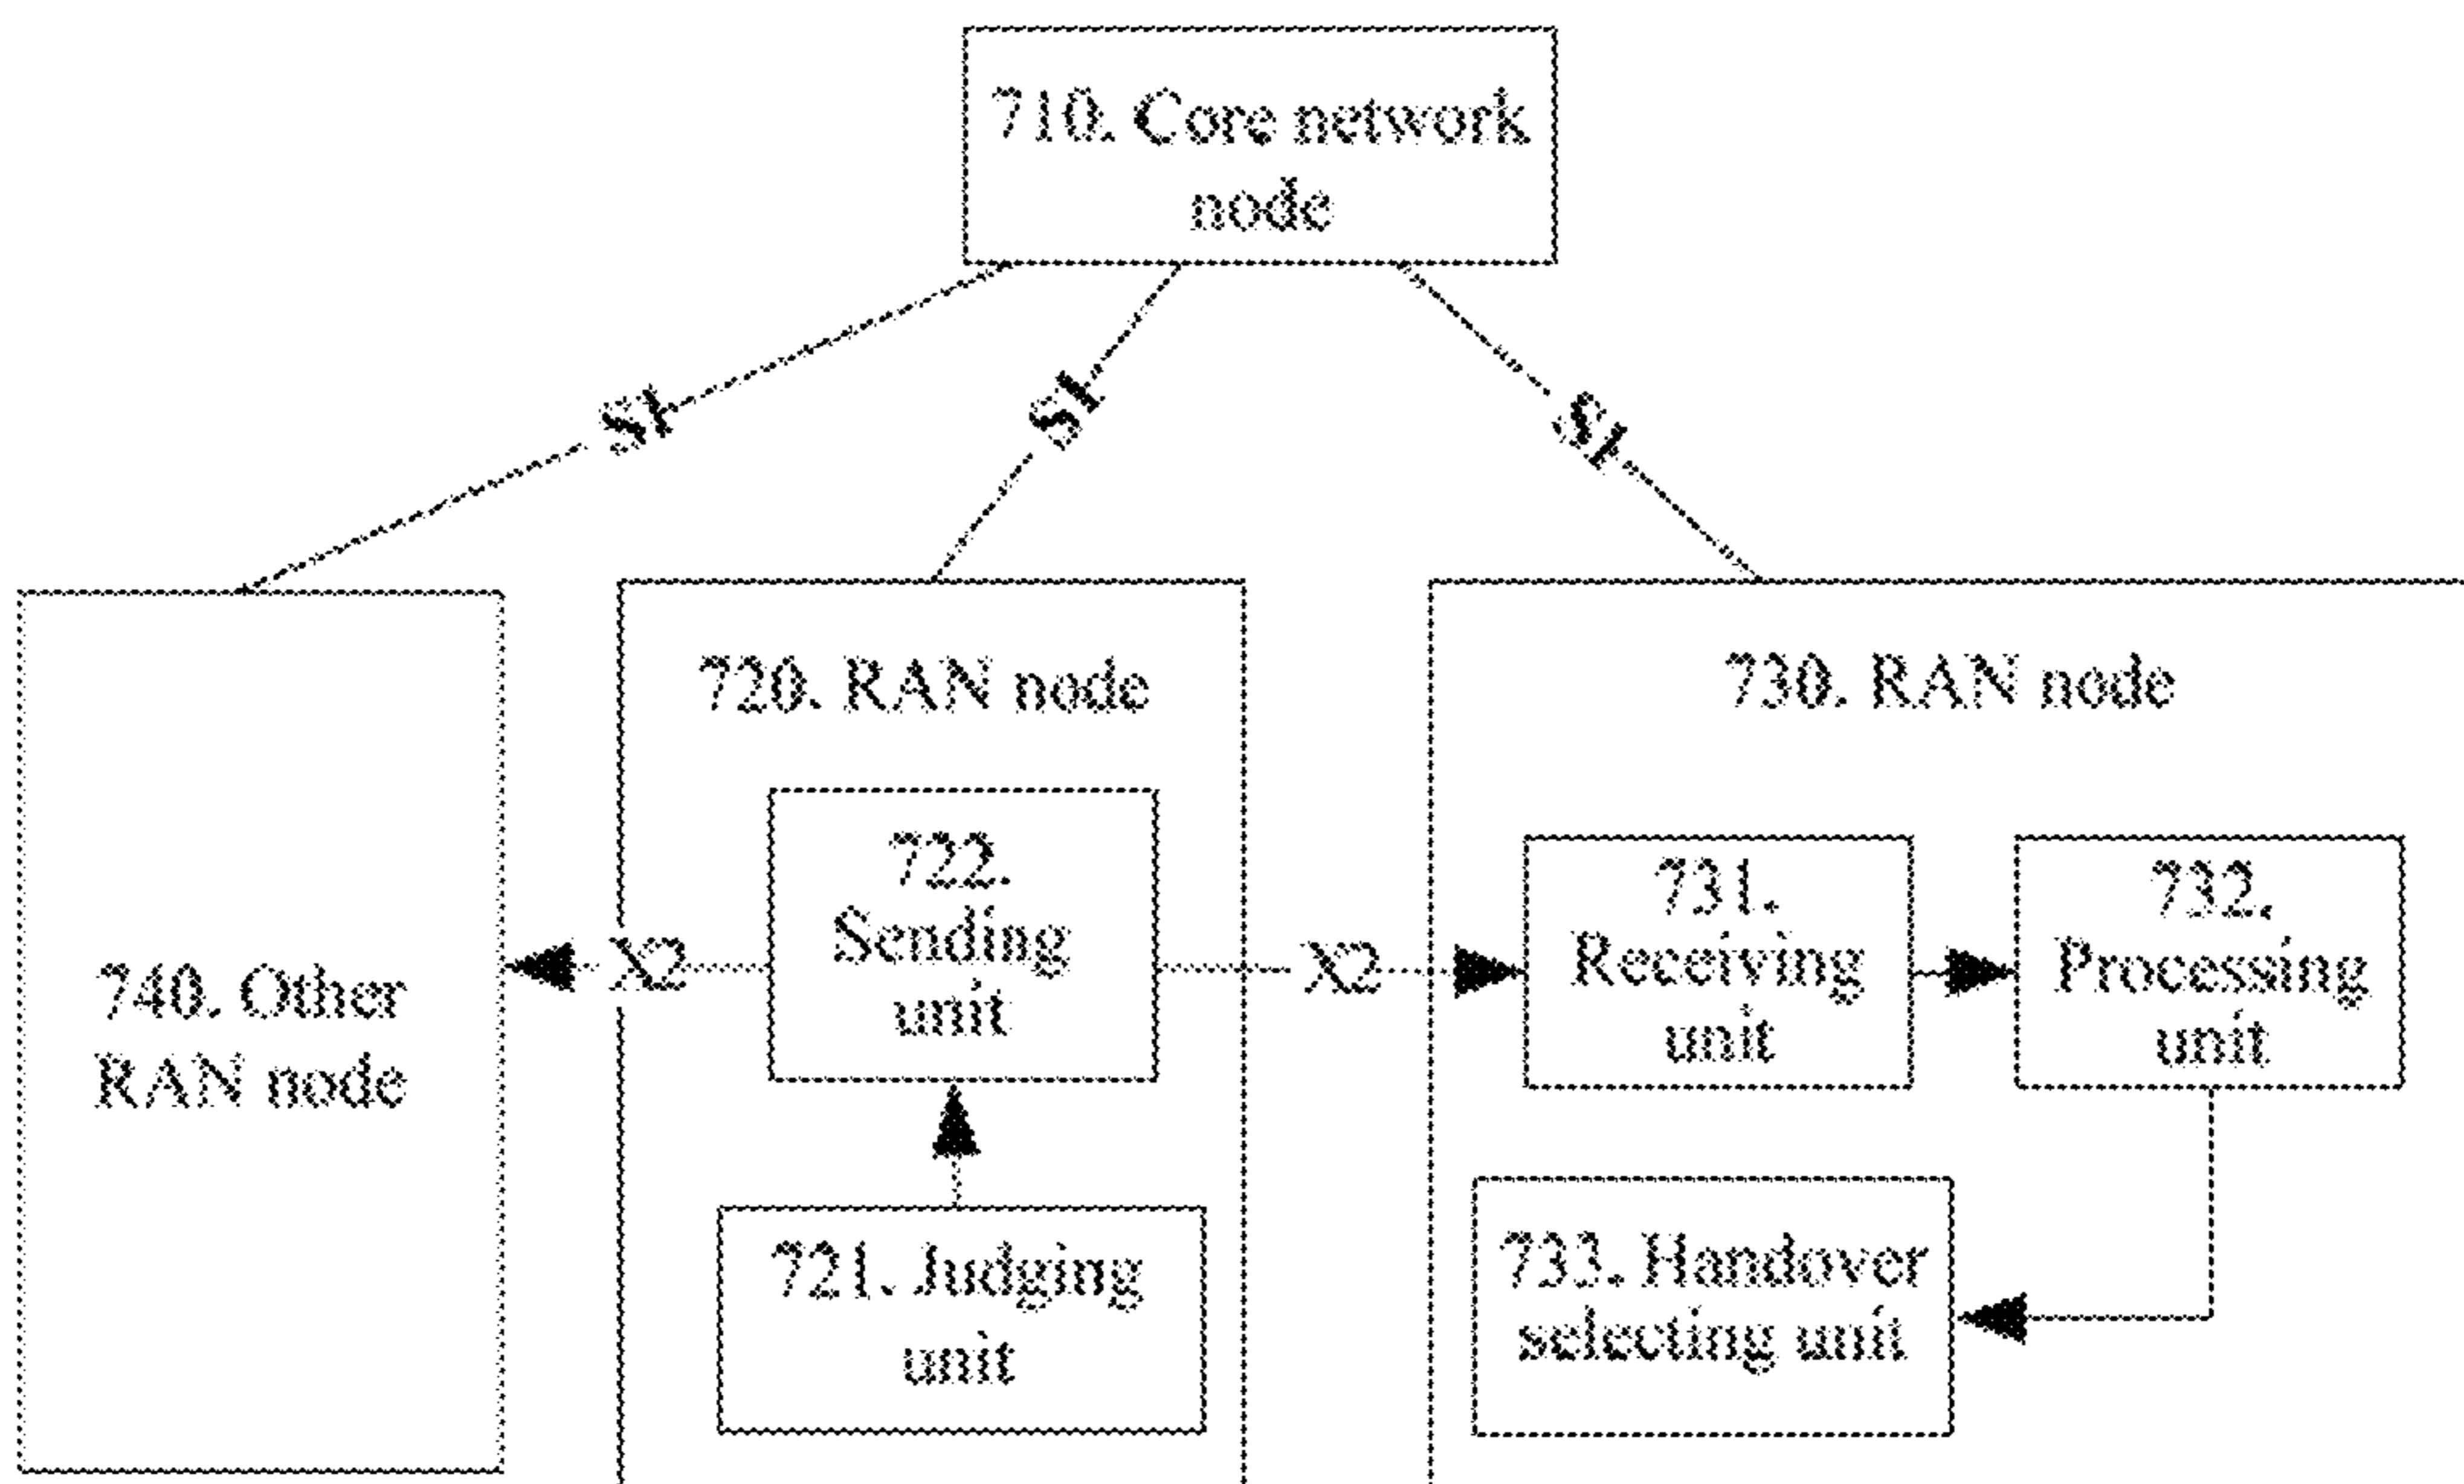 710. Core network
node
S1
S1
S1
720. RAN node
730. RAN node
722.
Sending
unit
731.
Receiving
unit
732.
Processing
unit
X2
X2
740. Other
RAN node
721. Judging
unit
733. Handover
selecting unit